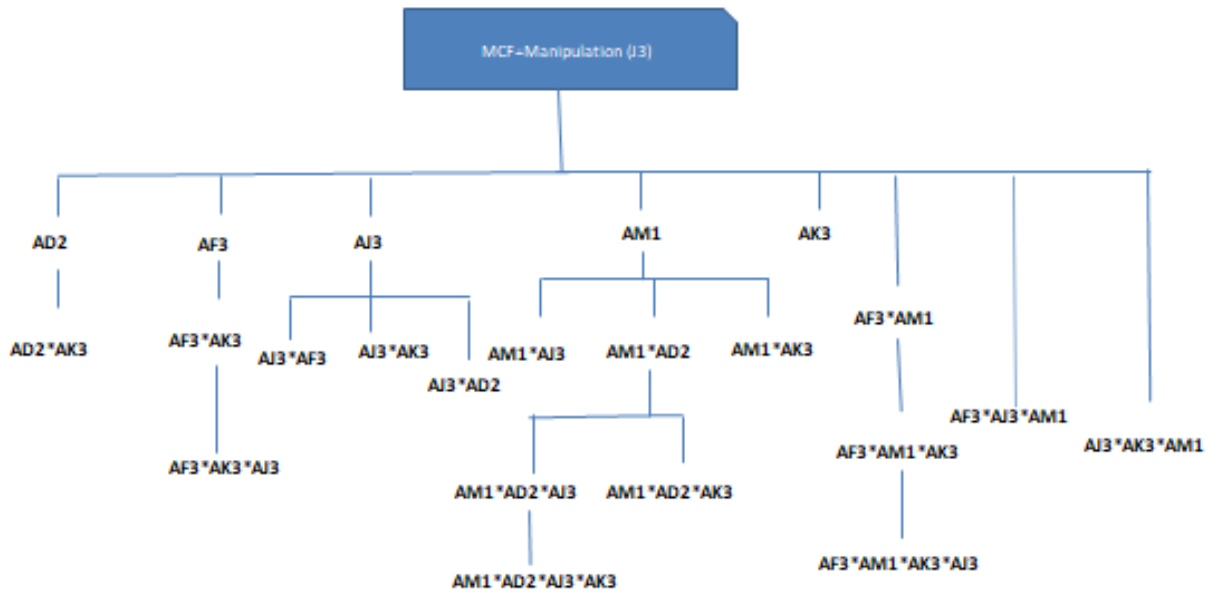 MCF=Manipulation (J3)
AD2
AF3
AJ3
AM1
AK3
AF3*AM1
AD2*AK3
AF3*AK3
AJ3*AF3
AJ3*AK3
AJ3*AD2
AM1*AJ3
AM1*AD2
AM1*AK3
AF3*AJ3*AM1
AJ3*AK3*AM1
AF3*AK3*AJ3
AF3*AM1*AK3
AM1*AD2*AJ3
AM1*AD2*AK3
AF3*AM1*AK3*AJ3
AM1*AD2*AJ3*AK3